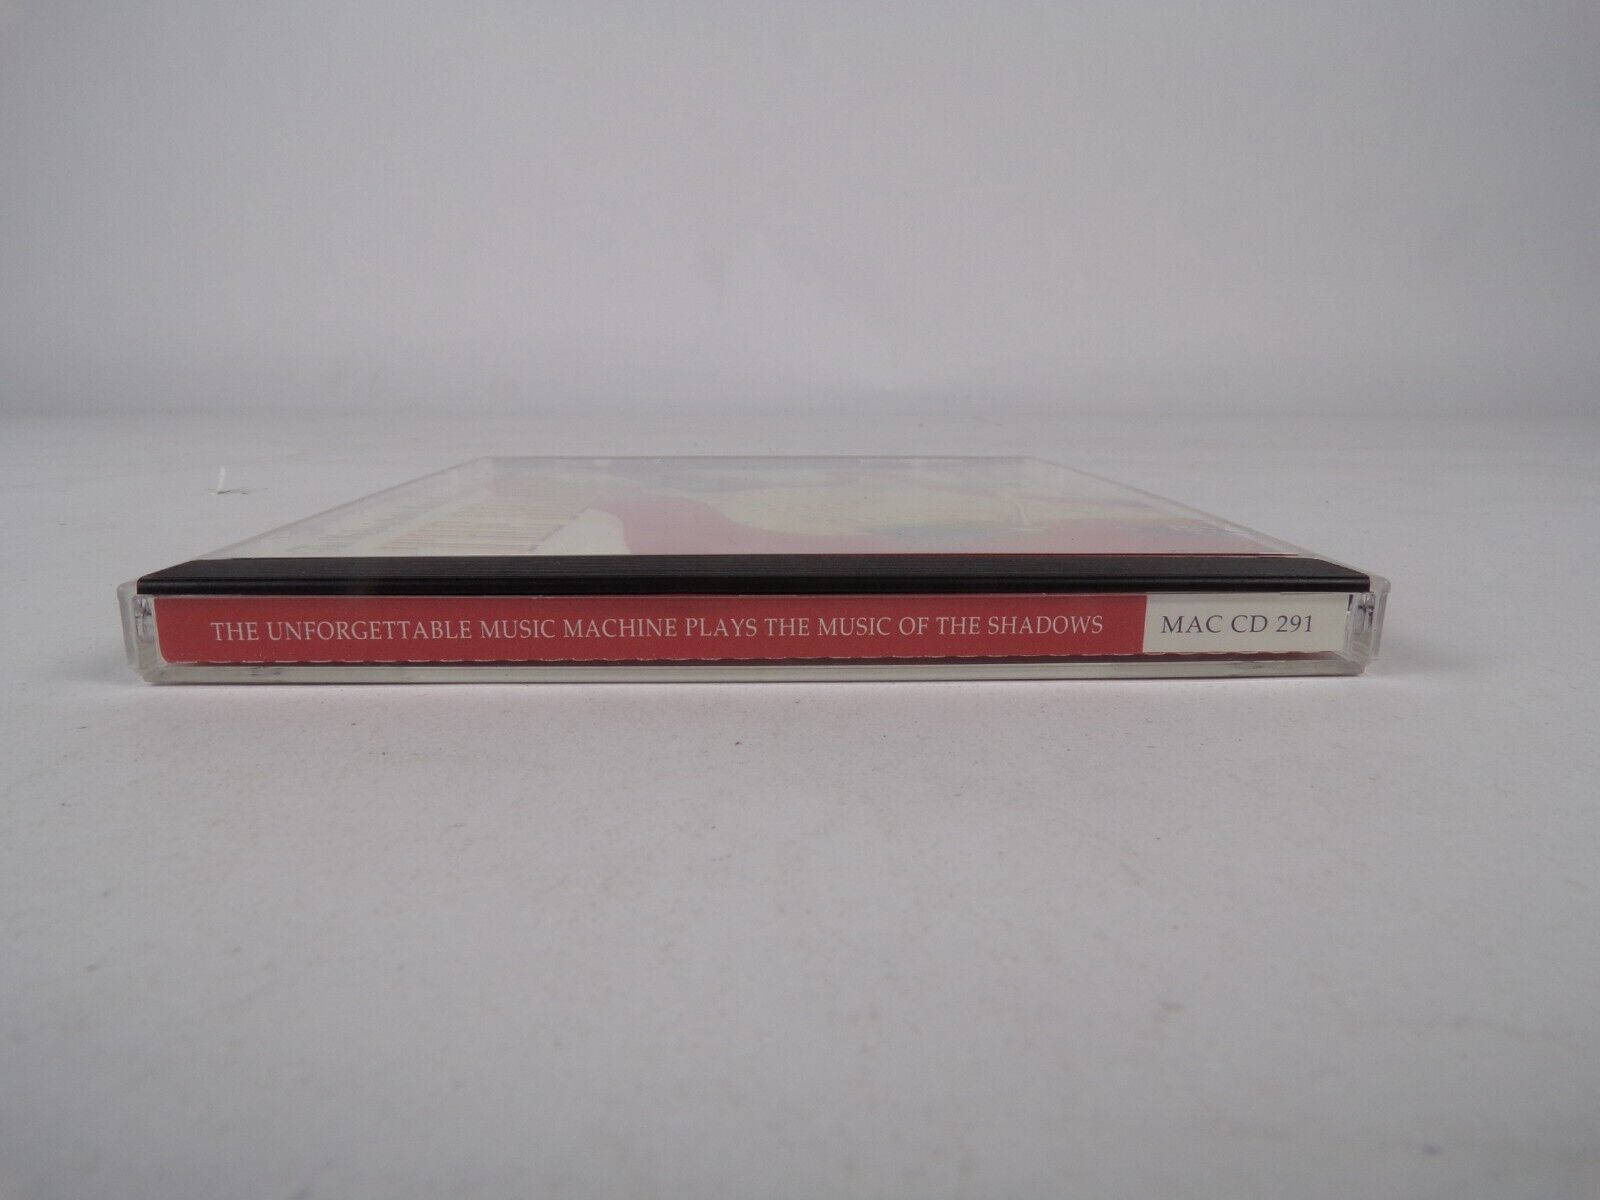 THE UNFORGETTABLE MUSIC MACHINE PLAYS THE MUSIC OF THE SHADOWS MAC CD 291